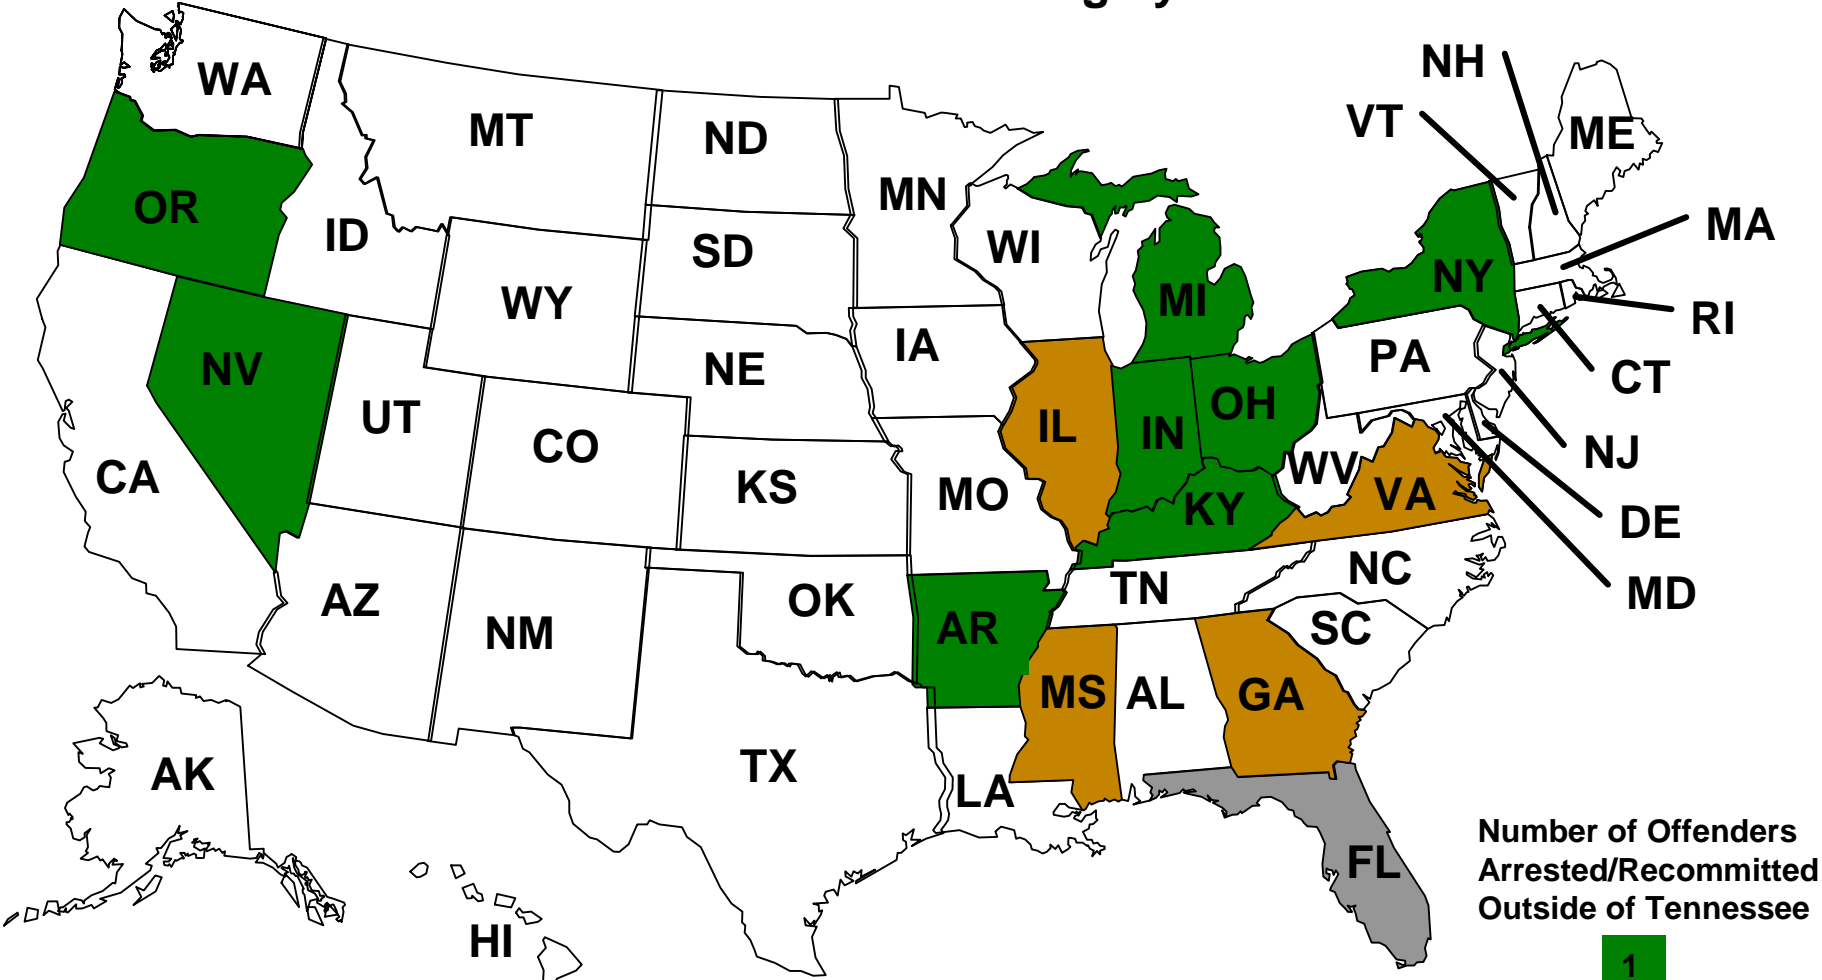 NH
WA
VT
MT
ME
ND
MN
OR
MA
ID
WI
SD
NY
WY
MI
RI
IA
PA
NV
NE
CT
OH
UT
IL
IN
CO
NJ
WV
CA
KS
MO
VA
KY
DE
NC
TN
MD
AZ
OK
SC
AR
NM
MS
AL
GA
TX
AK
LA
Number of Offenders
FL
Arrested/Recommitted
Outside of Tennessee
HI
1